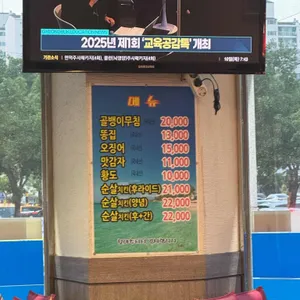 2025년 제1회 '교육공감톡' 개최
메뉴
골뱅이무침 20,000
똥집 13,000
오징어 15,000
맛감자 11,000
황도 10,000
순살치킨(후라이드) 21,000
순살치킨(양념) 22,000
순살치킨(후+간) 22,000